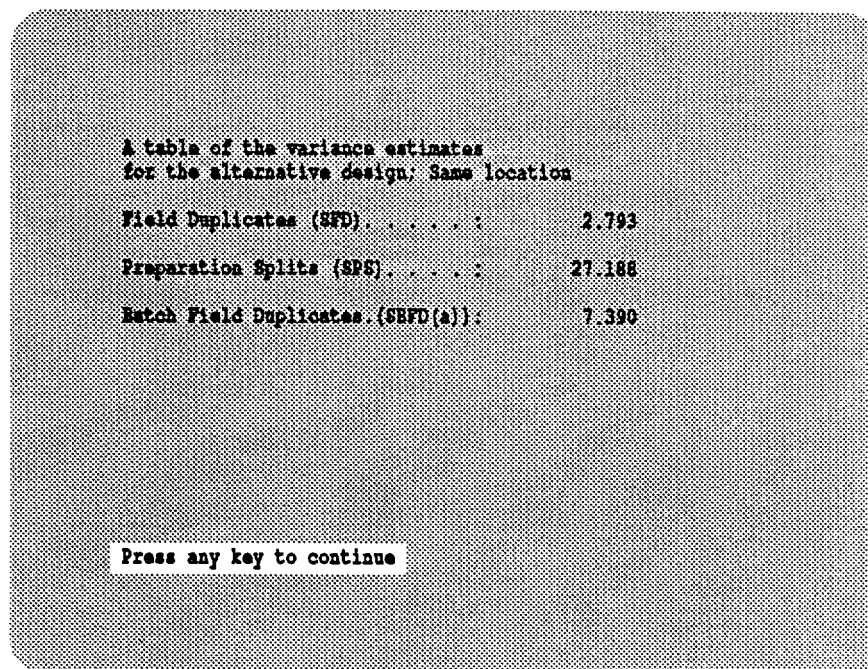 A table of the variance estimates
for the alternative design; Same location
Field Duplicates (SFD). . . . . : 2.793
Preparation Splits (SPS). . . . : 27.188
Batch Field Duplicates.(SBFD(a)): 7.390
Press any key to continue